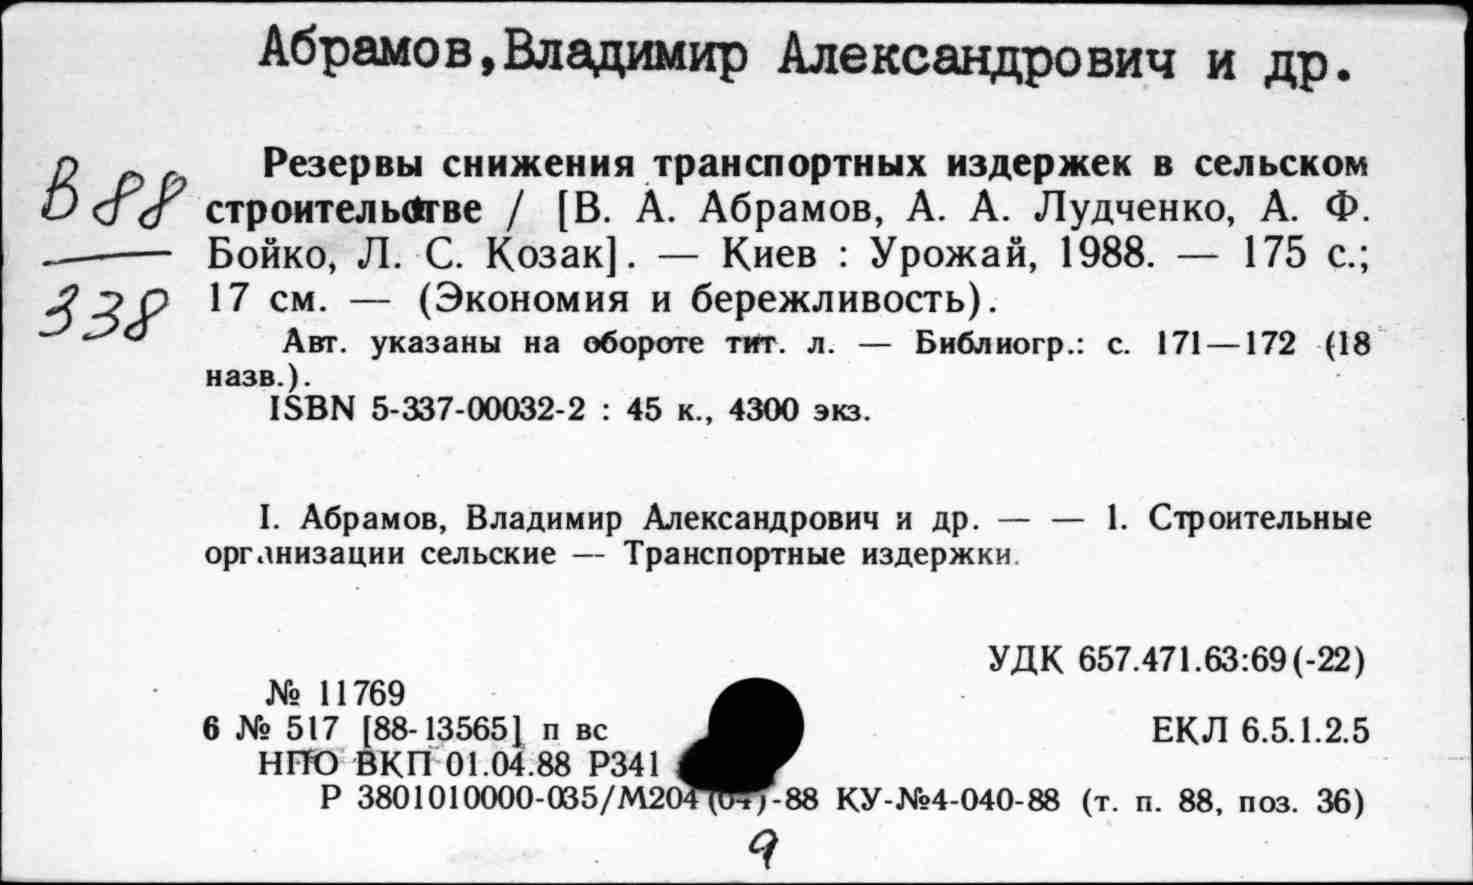 Абрамов,Владимир Александрович и др.
В88
338
Резервы снижения транспортных издержек в сельском
строительстве / [В. А. Абрамов, А. А. Лудченко, А. Ф.
Бойко, Л. С. Козак]. — Киев : Урожай, 1988. — 175 с.;
17 см. — (Экономия и бережливость).
Авт. указаны на обороте тит. л. — Библиогр.: с. 171—172 (18
назв.).
ISBN 5-337-00032-2 : 45 к., 4300 экз.
I. Абрамов, Владимир Александрович и др. — — 1. Строительные
организации сельские — Транспортные издержки.
УДК 657.471.63:69(-22)
№ 11769
6 № 517 [88-13565] п вс
ЕКЛ 6.5.1.2.5
НПО ВКП 01.04.88 Р341
Р 3801010000-035/М204(04)-88 КУ-№4-040-88 (т. п. 88, поз. 36)
9